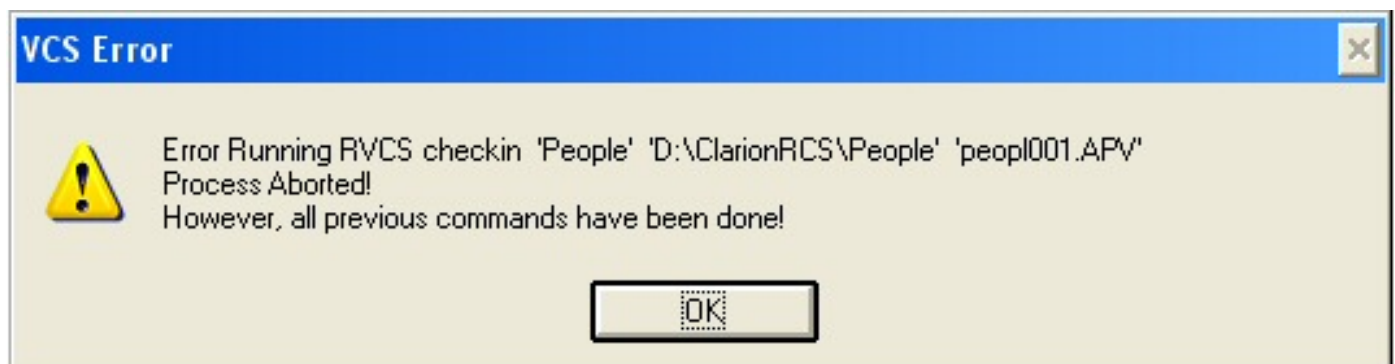 VCS Error
Error Running RVCS checkin 'People' 'D:\ClarionRCS\People' 'peopl001.APV'
Process Aborted!
However, all previous commands have been done!
OK